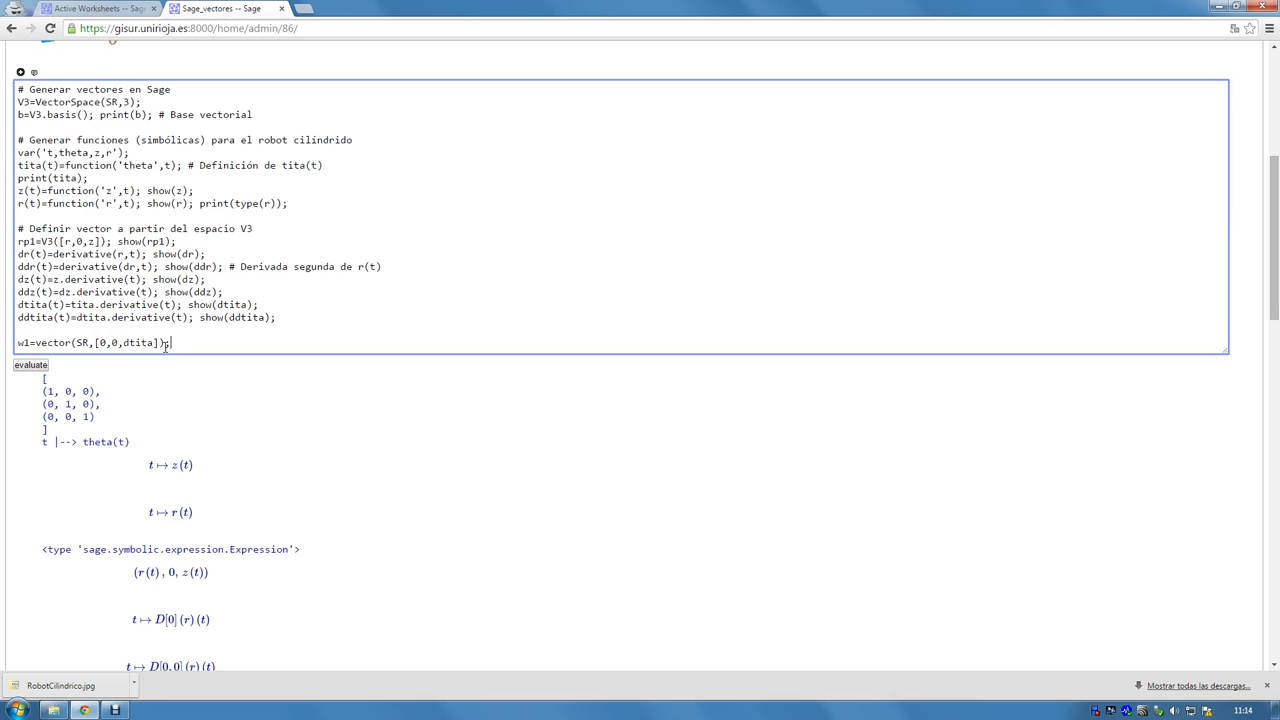 Active Worksheets -- Sag
Sage_vectores -- Sage
https://gisur.unirioja.es:8000/home/admin/86/
# Generar vectores en Sage
V3=VectorSpace(SR,3);
b=V3.basis(); print(b); # Base vectorial
# Generar funciones (simbólicas) para el robot cilíndrido
var('t,theta,z,r');
tita(t)=function('theta',t); # Definición de tita(t)
print(tita);
z(t)=function('z',t); show(z);
r(t)=function('r',t); show(r); print(type(r));
# Definir vector a partir del espacio V3
rp1=V3([r,0,z]); show(rp1);
dr(t)=derivative(r,t); show(dr);
ddr(t)=derivative(dr,t); show(ddr); # Derivada segunda de r(t)
dz(t)=z.derivative(t); show(dz);
ddz(t)=dz.derivative(t); show(ddz);
dtita(t)=tita.derivative(t); show(dtita);
ddtita(t)=dtita.derivative(t); show(ddtita);
w1=vector(SR,[0,0,dtita]);
evaluate
[
(1, 0, 0),
(0, 1, 0),
(0, 0, 1)
]
t |--> theta(t)
t ↦ z(t)
t ↦ r(t)
<type 'sage.symbolic.expression.Expression'>
(r(t), 0, z(t))
t ↦ D[0](r)(t)
t ↦ D[0,0](r)(t)
RobotCilindrico.jpg
Mostrar todas las descargas...
11:14